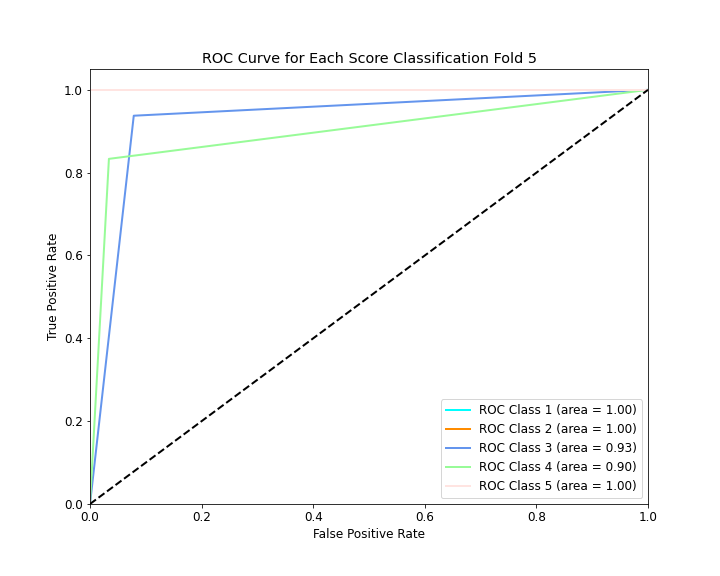 ROC Curve for Each Score Classification Fold 5
1.0
0.8
0.6
0.4
0.2
0.0
True Positive Rate
ROC Class 1 (area = 1.00)
ROC Class 2 (area = 1.00)
ROC Class 3 (area = 0.93)
ROC Class 4 (area = 0.90)
ROC Class 5 (area = 1.00)
0.0 0.2 0.4 0.6 0.8 1.0
False Positive Rate